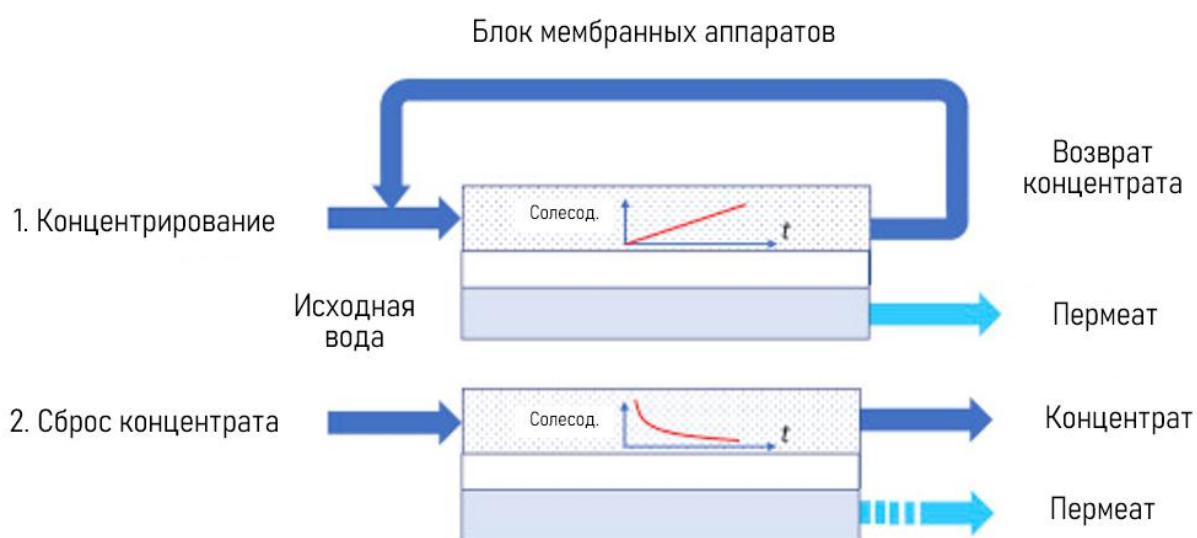 Блок мембранных аппаратов
Возврат
концентрата
1. Концентрирование
Солесод.
t
Исходная
вода
Пермеат
2. Сброс концентрата
Солесод.
t
Концентрат
Пермеат